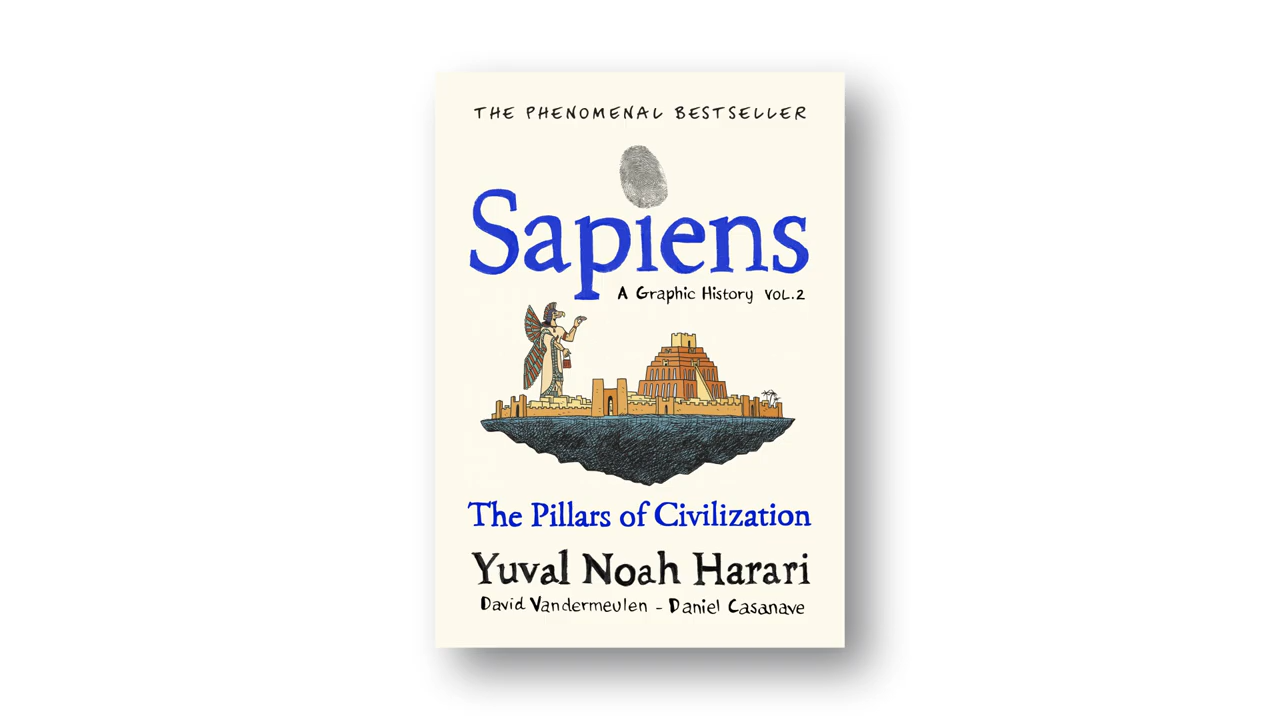 THE PHENOMENAL BESTSELLER
Sapiens
A Graphic History VOL.2
The Pillars of Civilization
Yuval Noah Harari
David Vandermeulen - Daniel Casanave